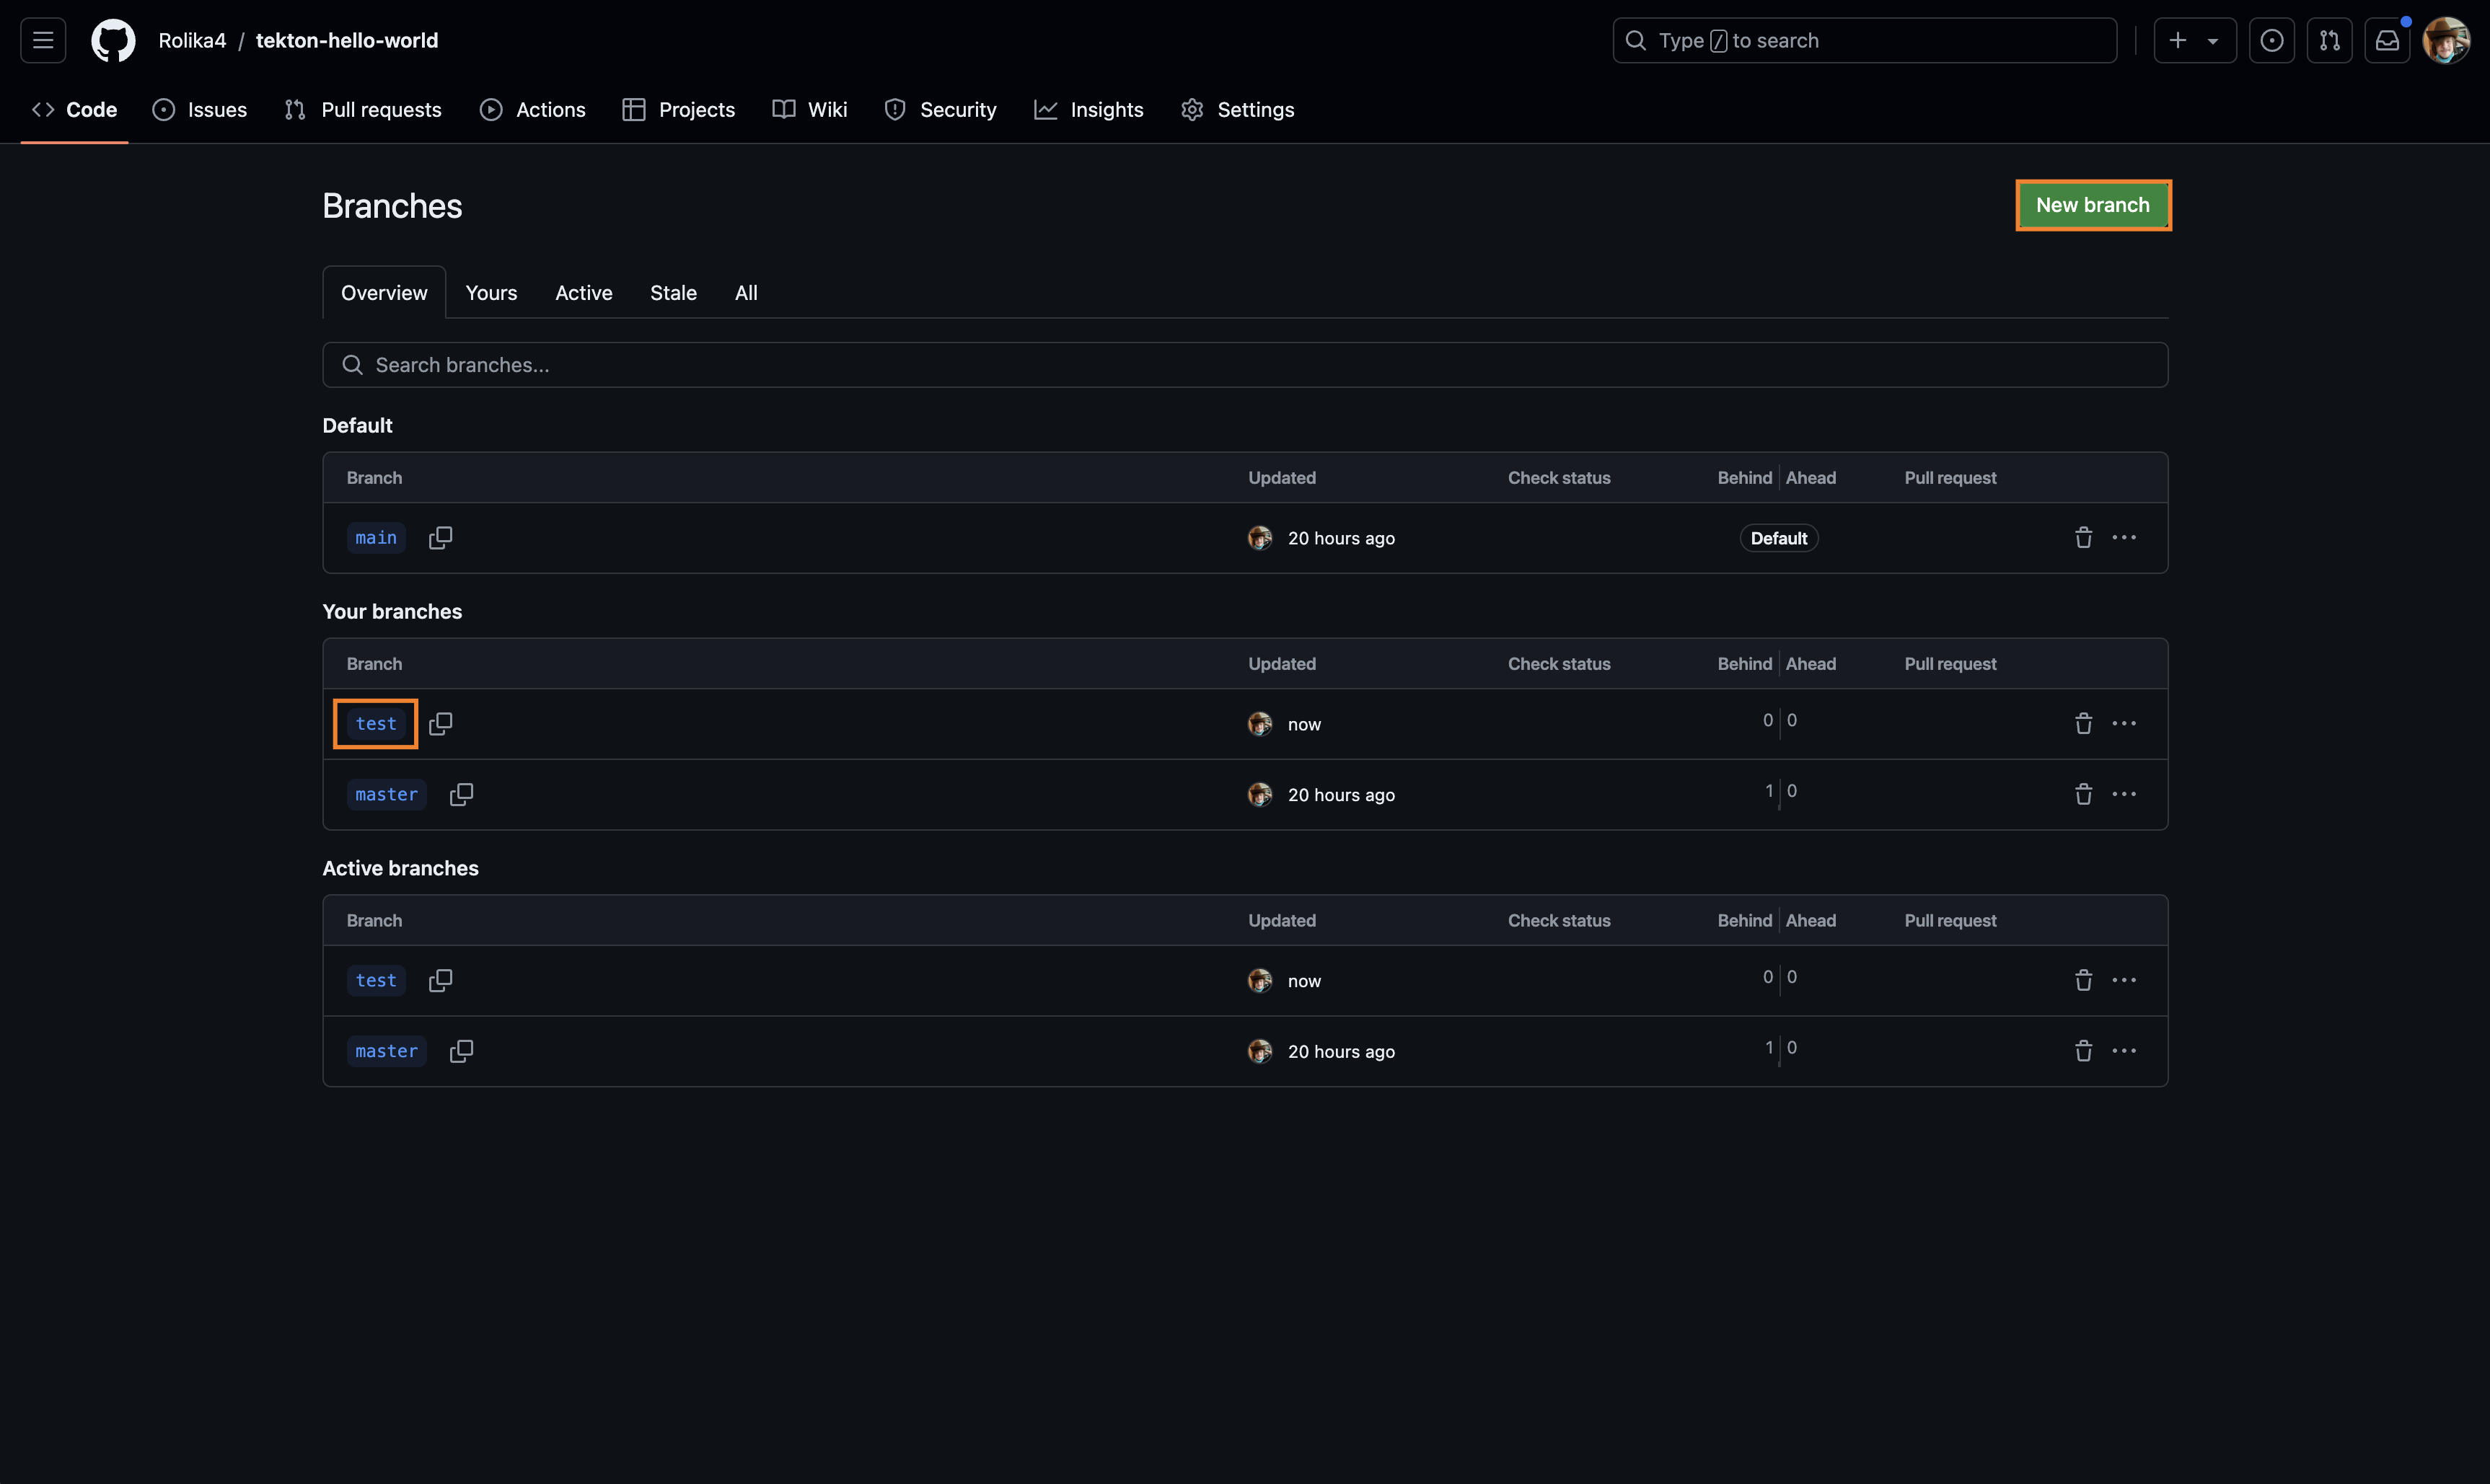 Rolika4 / tekton-hello-world
Type / to search
Code Issues Pull requests Actions Projects Wiki Security Insights Settings
Branches
New branch
Overview Yours Active Stale All
Search branches...
Default
Branch Updated Check status Behind Ahead Pull request
main 20 hours ago Default
Your branches
Branch Updated Check status Behind Ahead Pull request
test now 0 0
master 20 hours ago 1 0
Active branches
Branch Updated Check status Behind Ahead Pull request
test now 0 0
master 20 hours ago 1 0